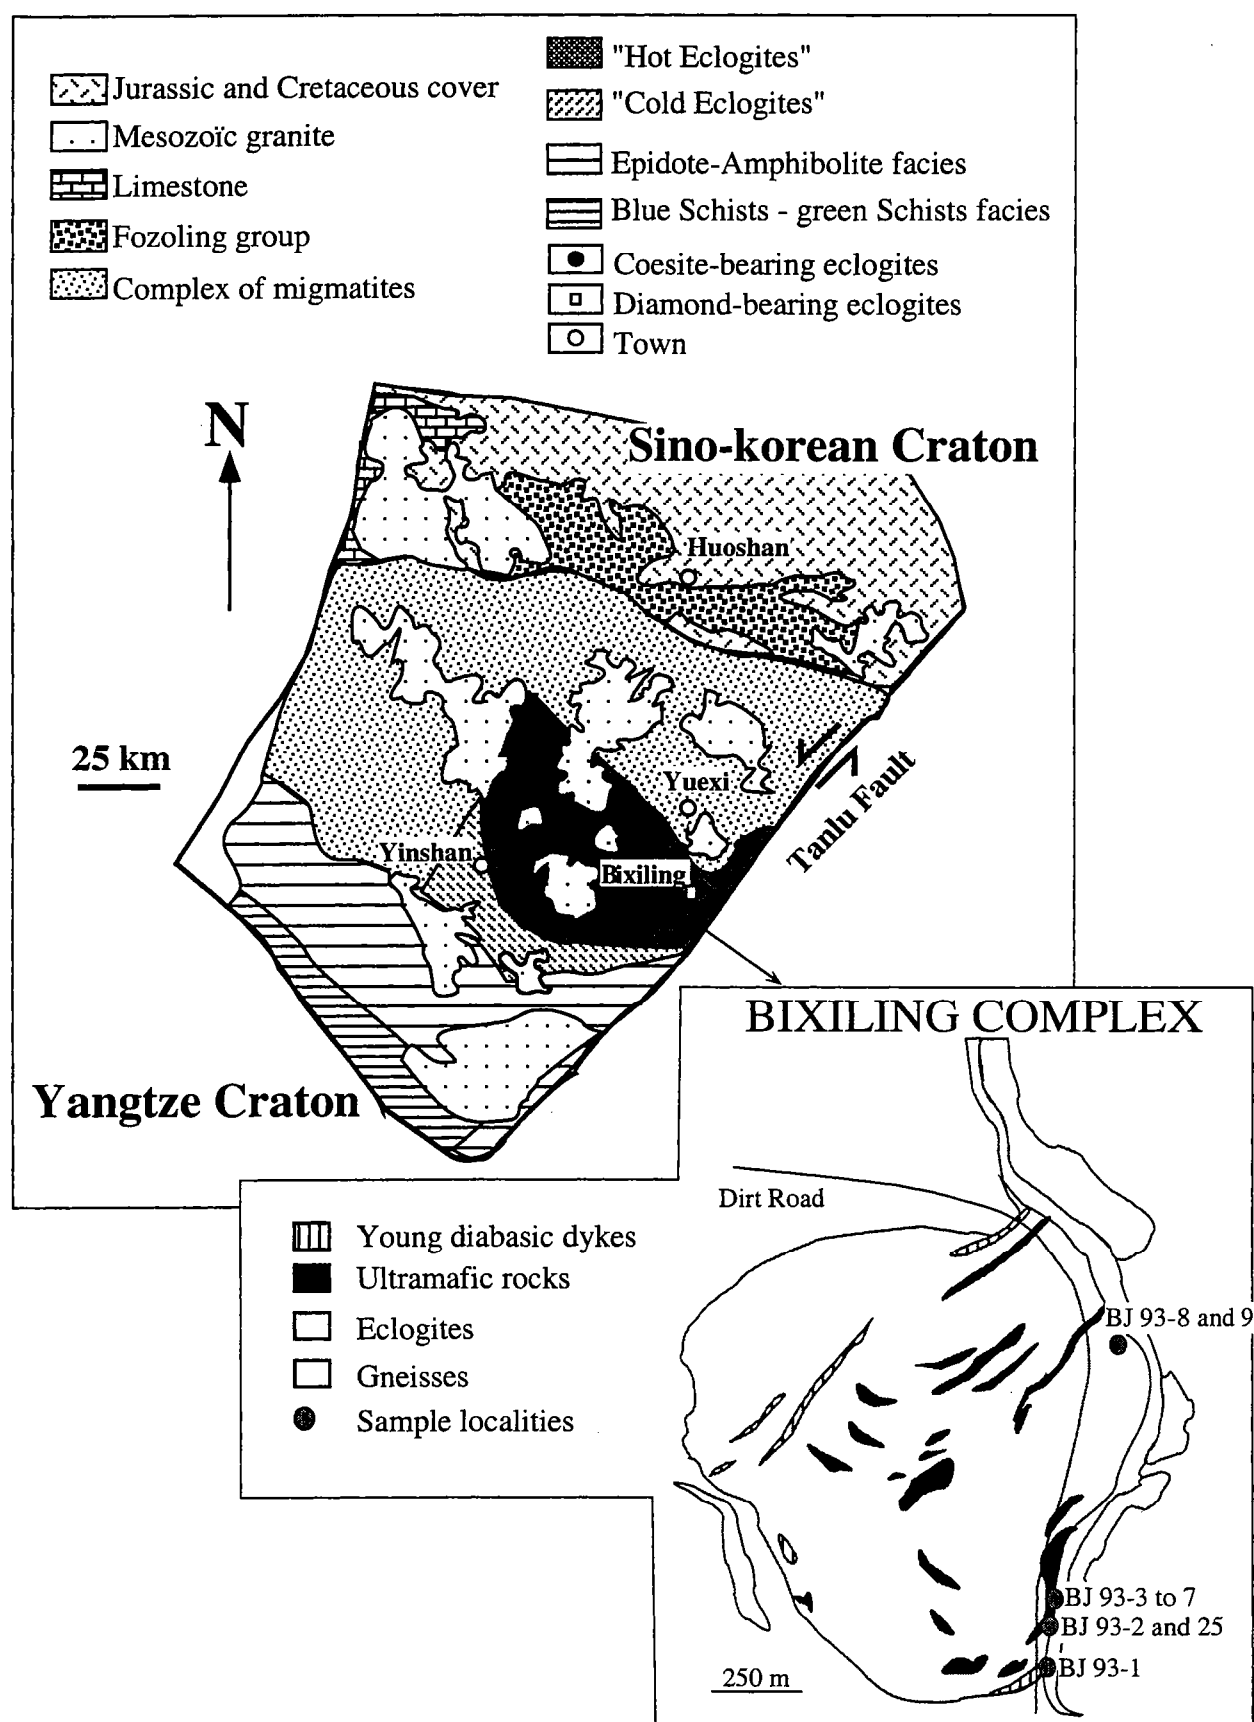 Jurassic and Cretaceous cover
Mesozoïc granite
Limestone
Fozoling group
Complex of migmatites
"Hot Eclogites"
"Cold Eclogites"
Epidote-Amphibolite facies
Blue Schists - green Schists facies
Coesite-bearing eclogites
Diamond-bearing eclogites
Town
N
Sino-korean Craton
Huoshan
25 km
Yuexi
Tanlu Fault
Yinshan
Bixiling
Yangtze Craton
BIXILING COMPLEX
Dirt Road
Young diabasic dykes
Ultramafic rocks
Eclogites
Gneisses
Sample localities
BJ 93-8 and 9
BJ 93-3 to 7
BJ 93-2 and 25
BJ 93-1
250 m